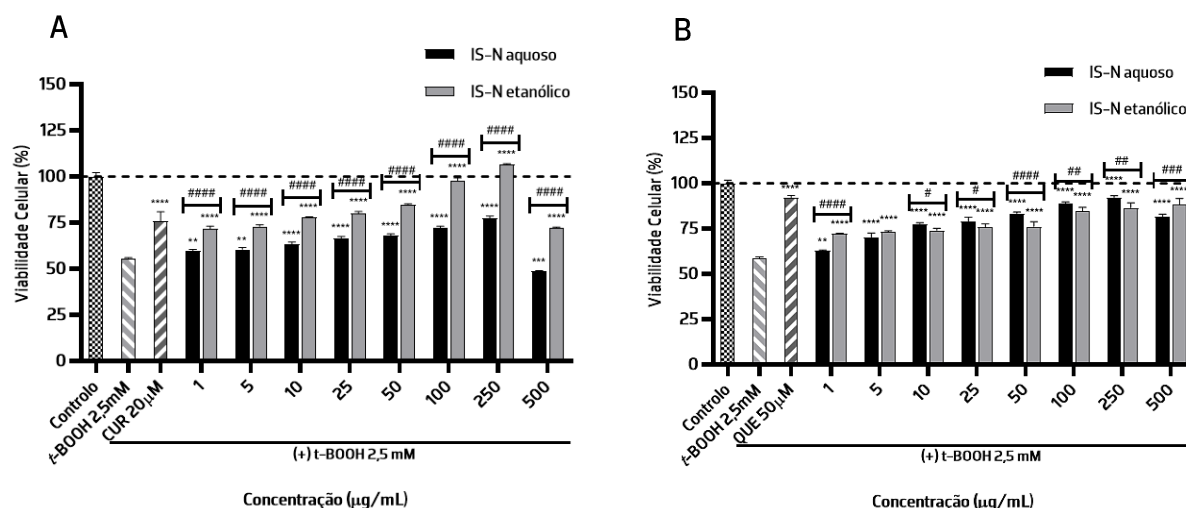 A
IS-N aquoso
IS-N etanólico
Viabilidade Celular (%)
150
125
100
75
50
25
0
#### #### #### #### #### #### #### ####
** **** ** **** **** **** **** **** **** **** **** **** **** **** *** ****
Controlo
t-BOOH 2,5mM
CUR 20μM
1 5 10 25 50 100 250 500
(+) t-BOOH 2,5 mM
Concentração (μg/mL)
B
IS-N aquoso
IS-N etanólico
Viabilidade Celular (%)
150
125
100
75
50
25
0
#### # # #### ## ## ###
**** ** **** **** **** **** **** **** **** **** **** **** **** **** **** **** ****
Controlo
t-BOOH 2,5mM
QUE 50μM
1 5 10 25 50 100 250 500
(+) t-BOOH 2,5 mM
Concentração (μg/mL)